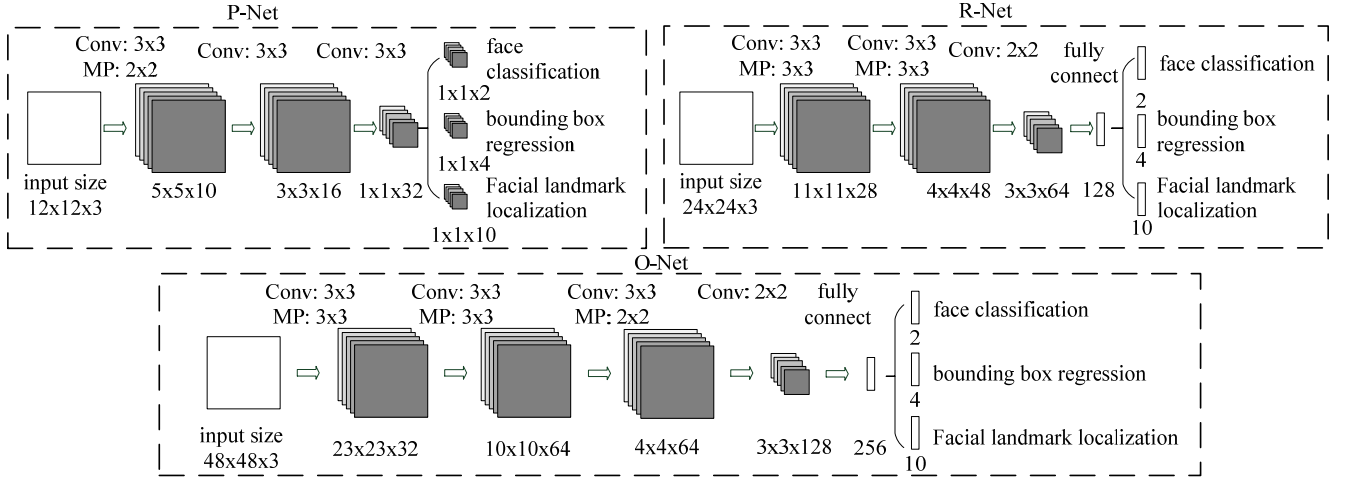 P-Net
Conv: 3x3
MP: 2x2
Conv: 3x3
Conv: 3x3
input size
12x12x3
5x5x10
3x3x16
1x1x32
face
classification
1x1x2
bounding box
regression
1x1x4
Facial landmark
localization
1x1x10
R-Net
Conv: 3x3
MP: 3x3
Conv: 3x3
MP: 3x3
Conv: 2x2
fully
connect
input size
24x24x3
11x11x28
4x4x48
3x3x64
128
face classification
2
bounding box
regression
4
Facial landmark
localization
10
O-Net
Conv: 3x3
MP: 3x3
Conv: 3x3
MP: 3x3
Conv: 3x3
MP: 2x2
Conv: 2x2
fully
connect
input size
48x48x3
23x23x32
10x10x64
4x4x64
3x3x128
256
face classification
2
bounding box regression
4
Facial landmark localization
10